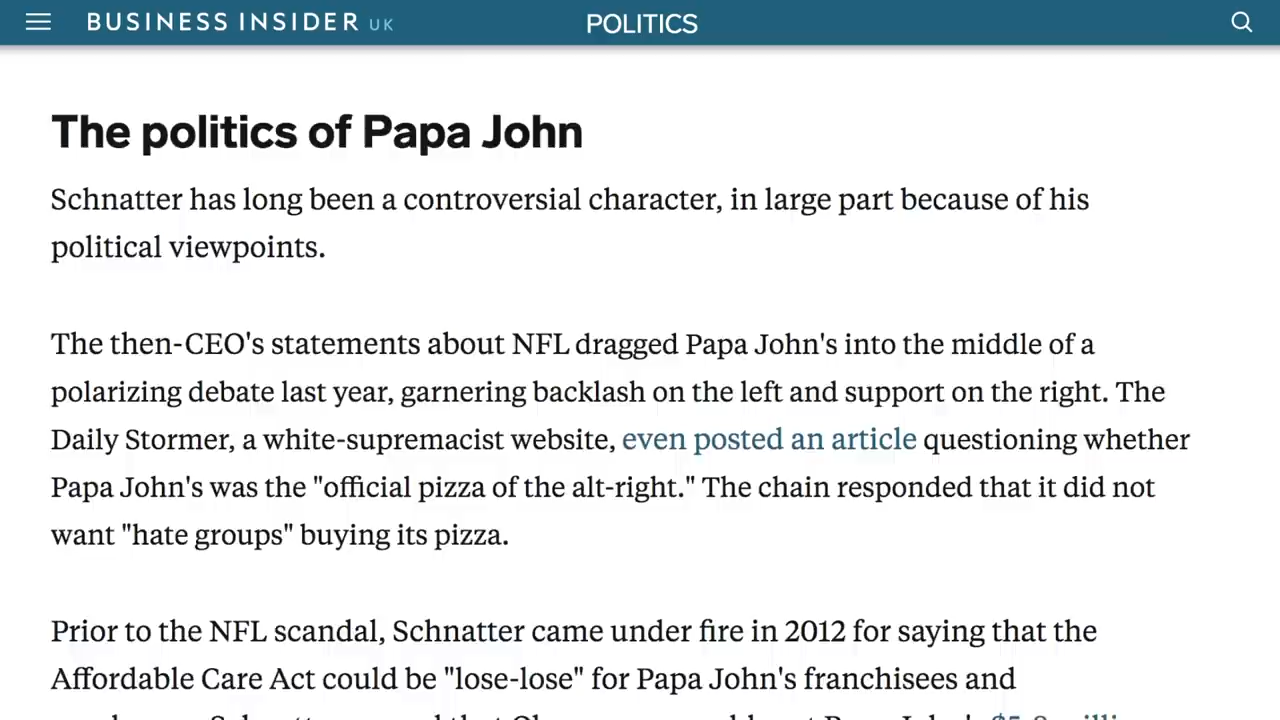 BUSINESS INSIDER UK
POLITICS
The politics of Papa John
Schnatter has long been a controversial character, in large part because of his
political viewpoints.
The then-CEO's statements about NFL dragged Papa John's into the middle of a
polarizing debate last year, garnering backlash on the left and support on the right. The
Daily Stormer, a white-supremacist website, even posted an article questioning whether
Papa John's was the "official pizza of the alt-right." The chain responded that it did not
want "hate groups" buying its pizza.
Prior to the NFL scandal, Schnatter came under fire in 2012 for saying that the
Affordable Care Act could be "lose-lose" for Papa John's franchisees and